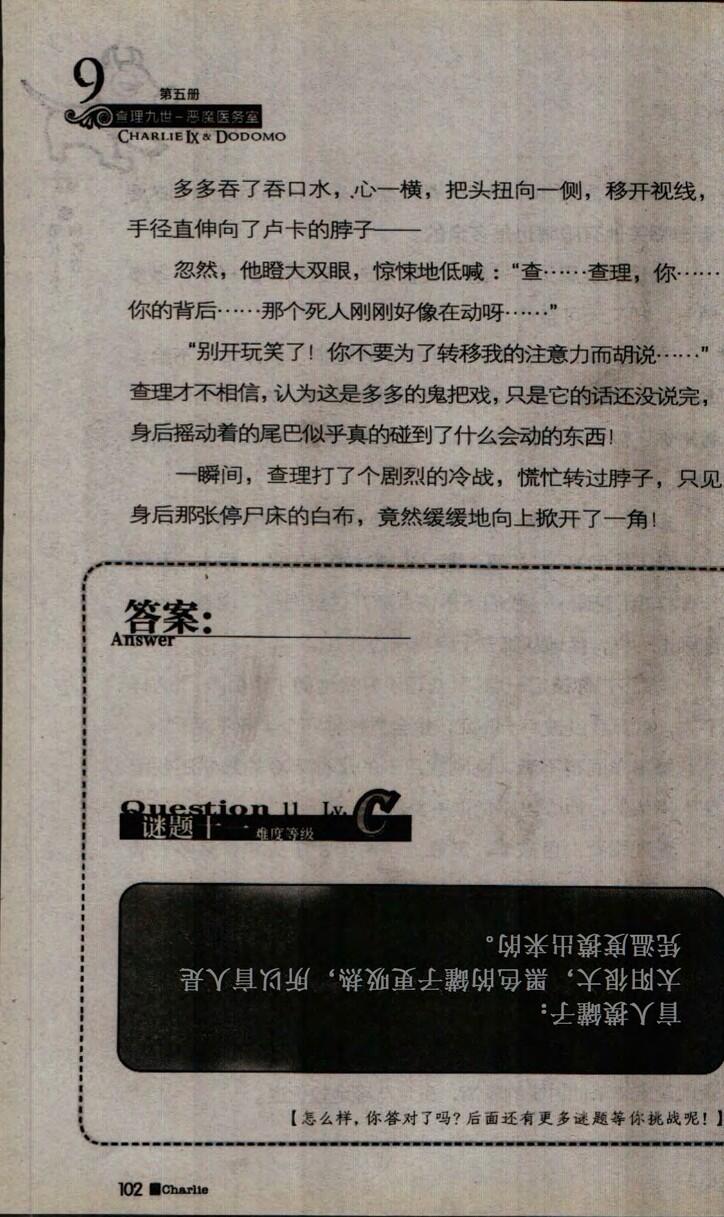 9
第五册
查理九世－恶魔医务室
CHARLIE IX & DODOMO
多多吞了吞口水，心一横，把头扭向一侧，移开视线，
手径直伸向了卢卡的脖子——
忽然，他瞪大双眼，惊悚地低喊：“查……查理，你……
你的背后……那个死人刚刚好像在动呀……”
“别开玩笑了！你不要为了转移我的注意力而胡说……”
查理才不相信，认为这是多多的鬼把戏，只是它的话还没说完，
身后摇动着的尾巴似乎真的碰到了什么会动的东西！
一瞬间，查理打了个剧烈的冷战，慌忙转过脖子，只见
身后那张停尸床的白布，竟然缓缓地向上掀开了一角！
答案：
Answer
Question 11 Lv. C
谜题十一 难度等级
盲人摸罐子：
太阳很大，黑色的罐子更吸热，所以盲人是
凭温度摸出来的。
【怎么样，你答对了吗？后面还有更多谜题等你挑战呢！】
102 ■Charlie